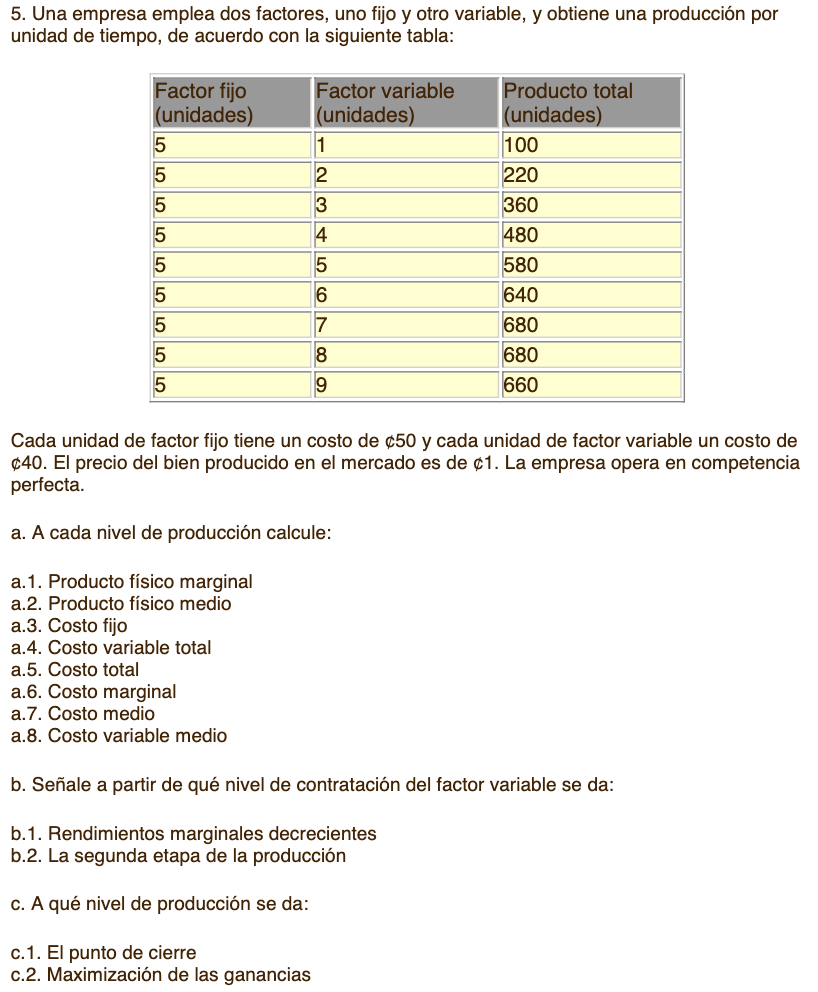 5. Una empresa emplea dos factores, uno fijo y otro variable, y obtiene una producción por
unidad de tiempo, de acuerdo con la siguiente tabla:
Factor fijo (unidades) Factor variable (unidades) Producto total (unidades)
5 1 100
5 2 220
5 3 360
5 4 480
5 5 580
5 6 640
5 7 680
5 8 680
5 9 660
Cada unidad de factor fijo tiene un costo de ¢50 y cada unidad de factor variable un costo de
¢40. El precio del bien producido en el mercado es de ¢1. La empresa opera en competencia
perfecta.
a. A cada nivel de producción calcule:
a.1. Producto físico marginal
a.2. Producto físico medio
a.3. Costo fijo
a.4. Costo variable total
a.5. Costo total
a.6. Costo marginal
a.7. Costo medio
a.8. Costo variable medio
b. Señale a partir de qué nivel de contratación del factor variable se da:
b.1. Rendimientos marginales decrecientes
b.2. La segunda etapa de la producción
c. A qué nivel de producción se da:
c.1. El punto de cierre
c.2. Maximización de las ganancias